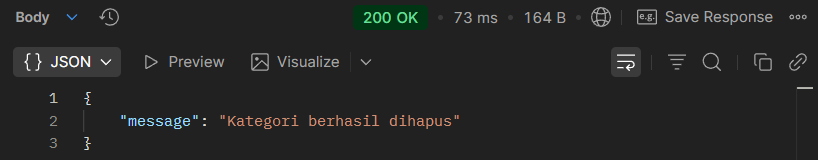 Body 200 OK • 73 ms • 164 B • e.g. Save Response
{} JSON Preview Visualize
1 {
2 "message": "Kategori berhasil dihapus"
3 }